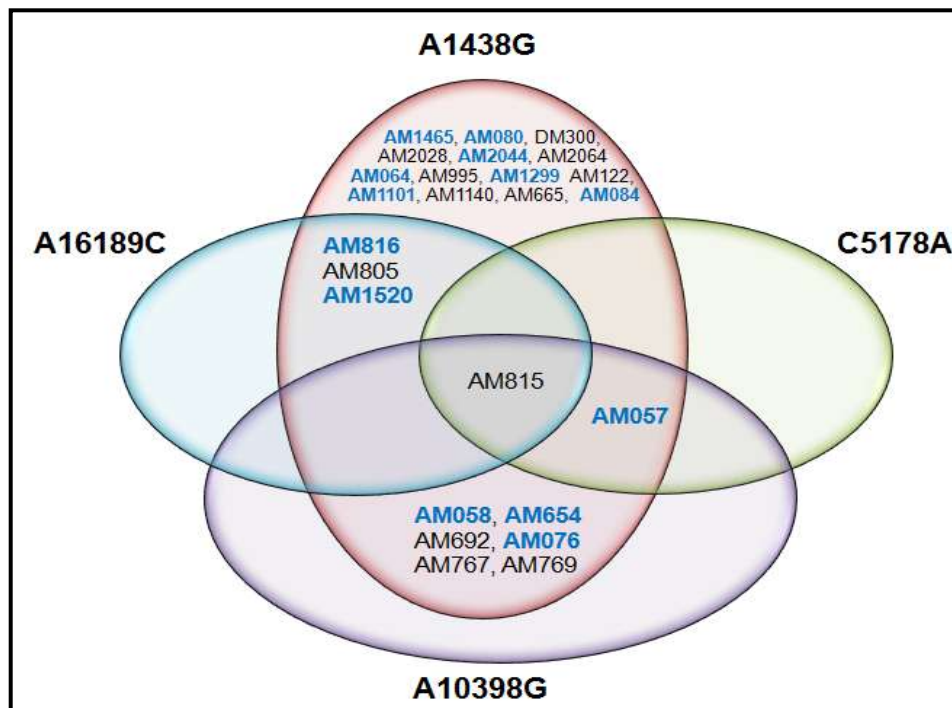 A1438G
AM1465, AM080, DM300,
AM2028, AM2044, AM2064
AM064, AM995, AM1299 AM122,
AM1101, AM1140, AM665, AM084
A16189C
C5178A
AM816
AM805
AM1520
AM815
AM057
AM058, AM654
AM692, AM076
AM767, AM769
A10398G